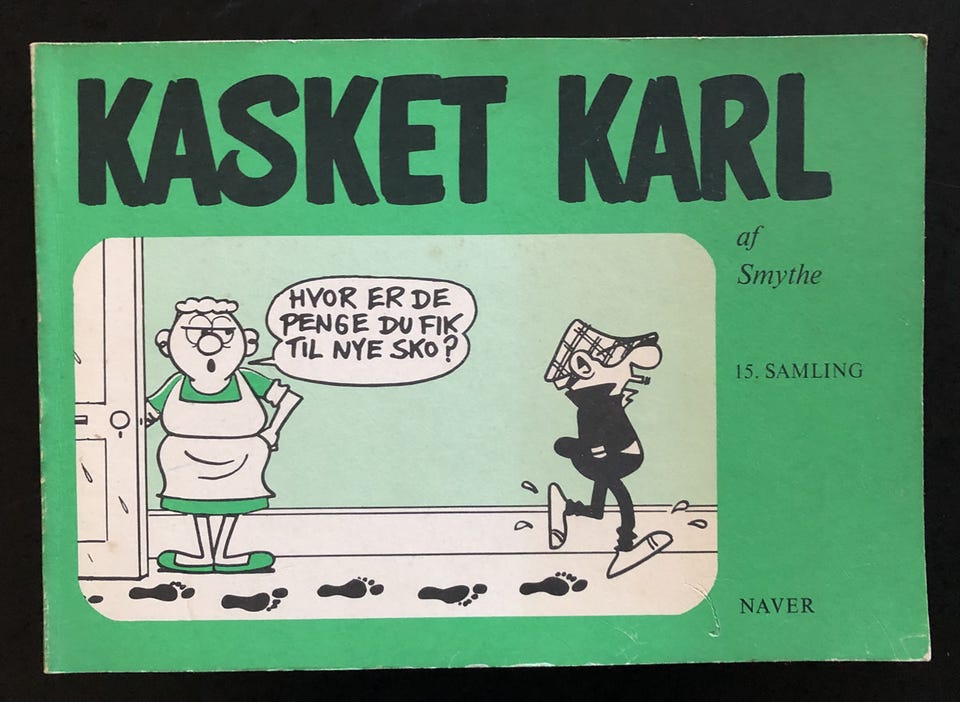 KASKET KARL
af
Smythe
HVOR ER DE
PENGE DU FIK
TIL NYE SKO?
15. SAMLING
NAVER